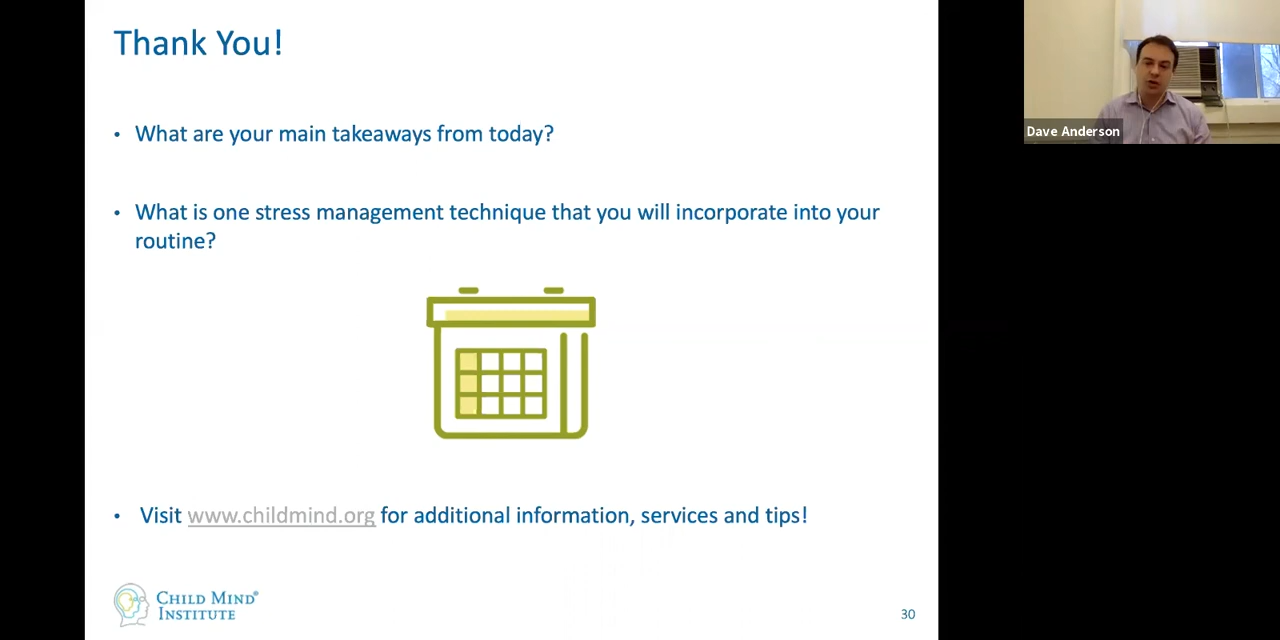 Thank You!
• What are your main takeaways from today?
• What is one stress management technique that you will incorporate into your
routine?
• Visit www.childmind.org for additional information, services and tips!
CHILD MIND®
INSTITUTE
30
Dave Anderson